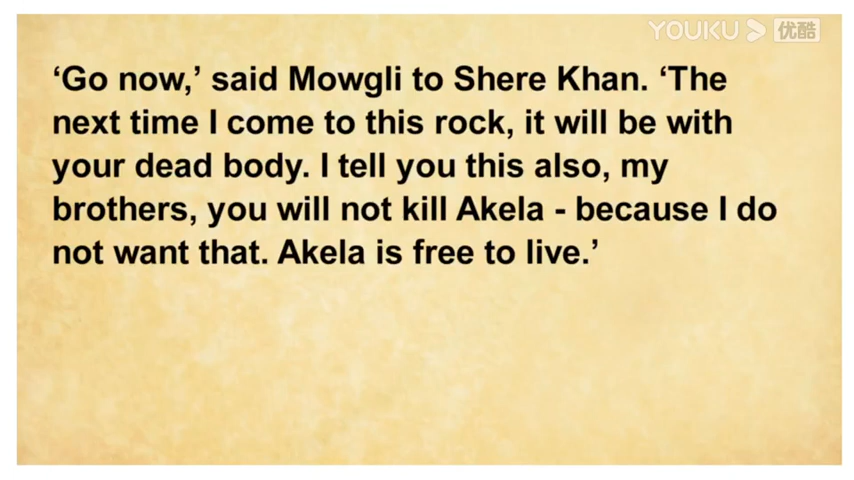 YOUKU 优酷
‘Go now,’ said Mowgli to Shere Khan. ‘The
next time I come to this rock, it will be with
your dead body. I tell you this also, my
brothers, you will not kill Akela - because I do
not want that. Akela is free to live.’